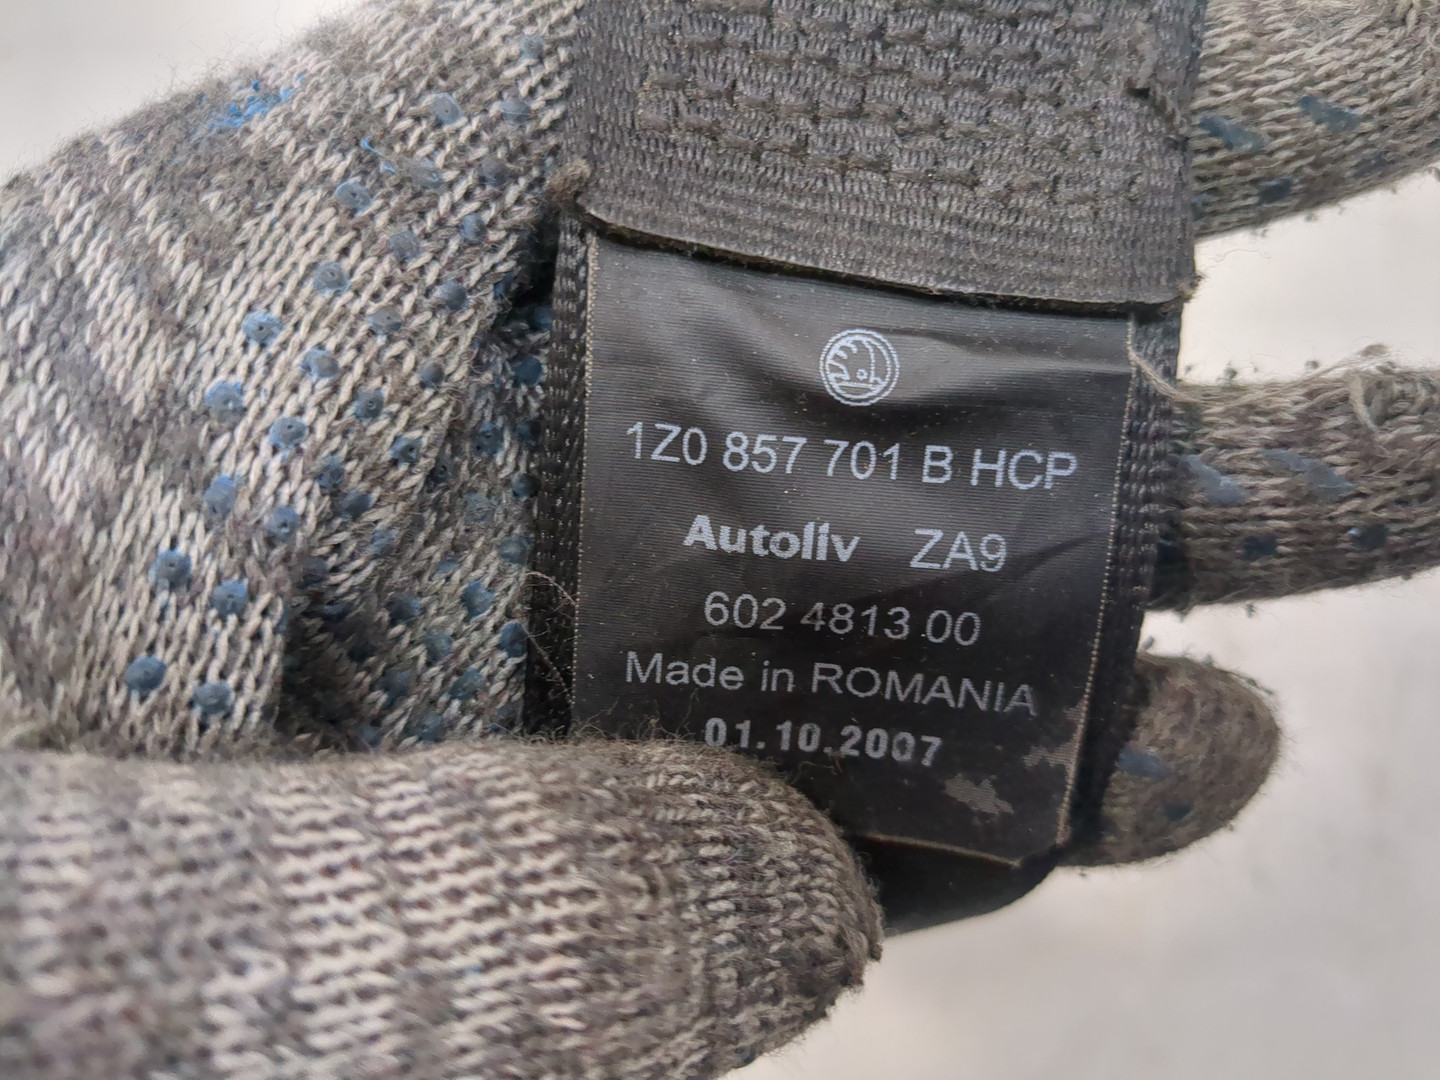 1Z0 857 701 B HCP
Autoliv ZA9
602 4813 00
Made in ROMANIA
01.10.2007